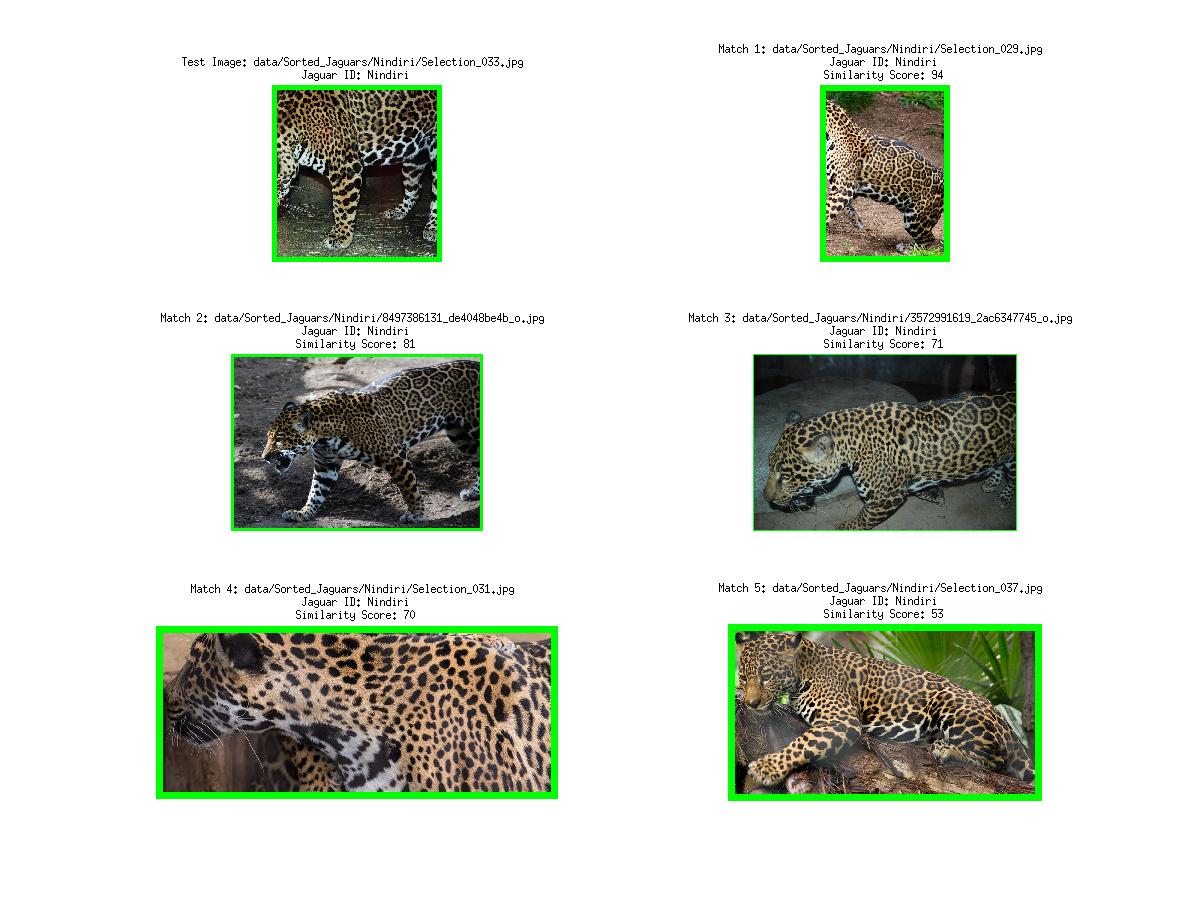 Test Image: data/Sorted_Jaguars/Nindiri/Selection_033.jpg
Jaguar ID: Nindiri
Match 1: data/Sorted_Jaguars/Nindiri/Selection_029.jpg
Jaguar ID: Nindiri
Similarity Score: 94
Match 2: data/Sorted_Jaguars/Nindiri/8497386131_de4048be4b_o.jpg
Jaguar ID: Nindiri
Similarity Score: 81
Match 3: data/Sorted_Jaguars/Nindiri/3572991619_2ac6347745_o.jpg
Jaguar ID: Nindiri
Similarity Score: 71
Match 4: data/Sorted_Jaguars/Nindiri/Selection_031.jpg
Jaguar ID: Nindiri
Similarity Score: 70
Match 5: data/Sorted_Jaguars/Nindiri/Selection_037.jpg
Jaguar ID: Nindiri
Similarity Score: 53